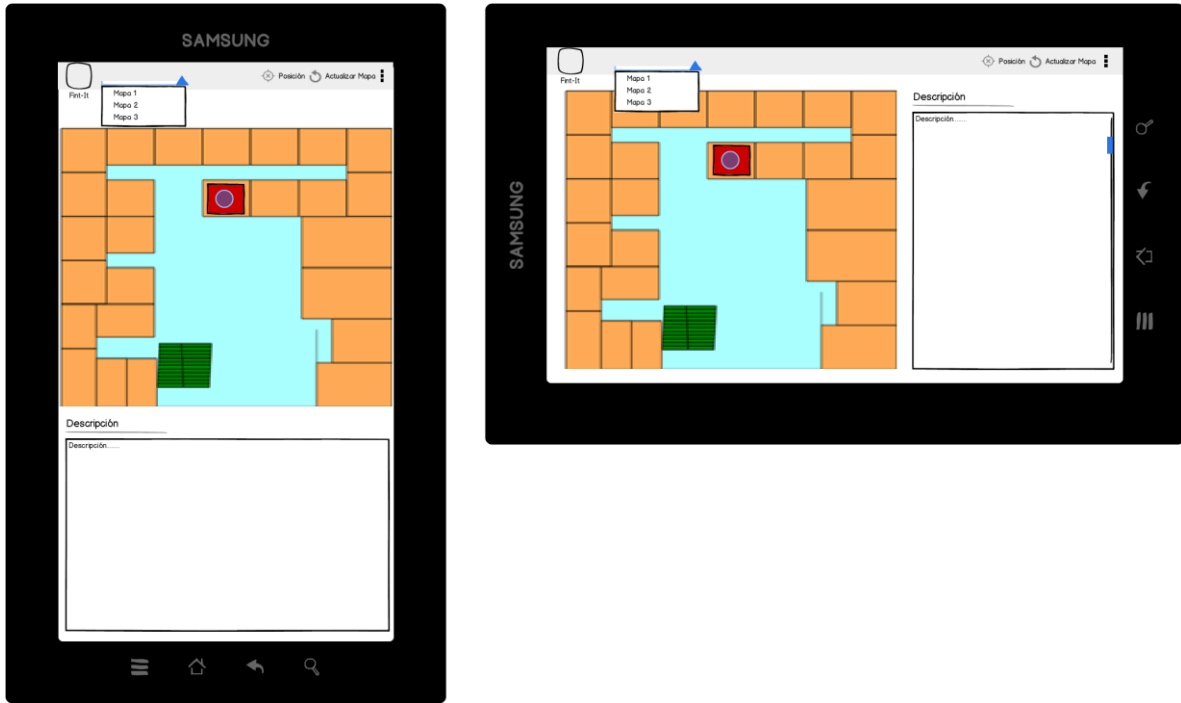 SAMSUNG
Posición Actualizar Mapa
Fint-It
Mapa 1
Mapa 2
Mapa 3
Descripción
Descripción......
SAMSUNG
Posición Actualizar Mapa
Fint-It
Mapa 1
Mapa 2
Mapa 3
Descripción
Descripción......